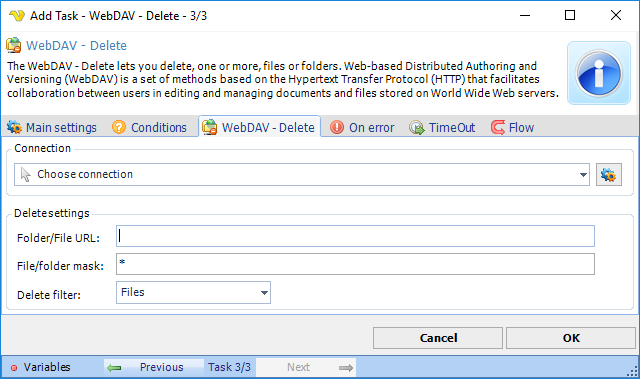 Add Task - WebDAV - Delete - 3/3
WebDAV - Delete
The WebDAV - Delete lets you delete, one or more, files or folders. Web-based Distributed Authoring and
Versioning (WebDAV) is a set of methods based on the Hypertext Transfer Protocol (HTTP) that facilitates
collaboration between users in editing and managing documents and files stored on World Wide Web servers.
Main settings
Conditions
WebDAV - Delete
On error
TimeOut
Flow
Connection
Choose connection
Delete settings
Folder/File URL:
File/folder mask:
*
Delete filter:
Files
Cancel
OK
Variables
Previous
Task 3/3
Next